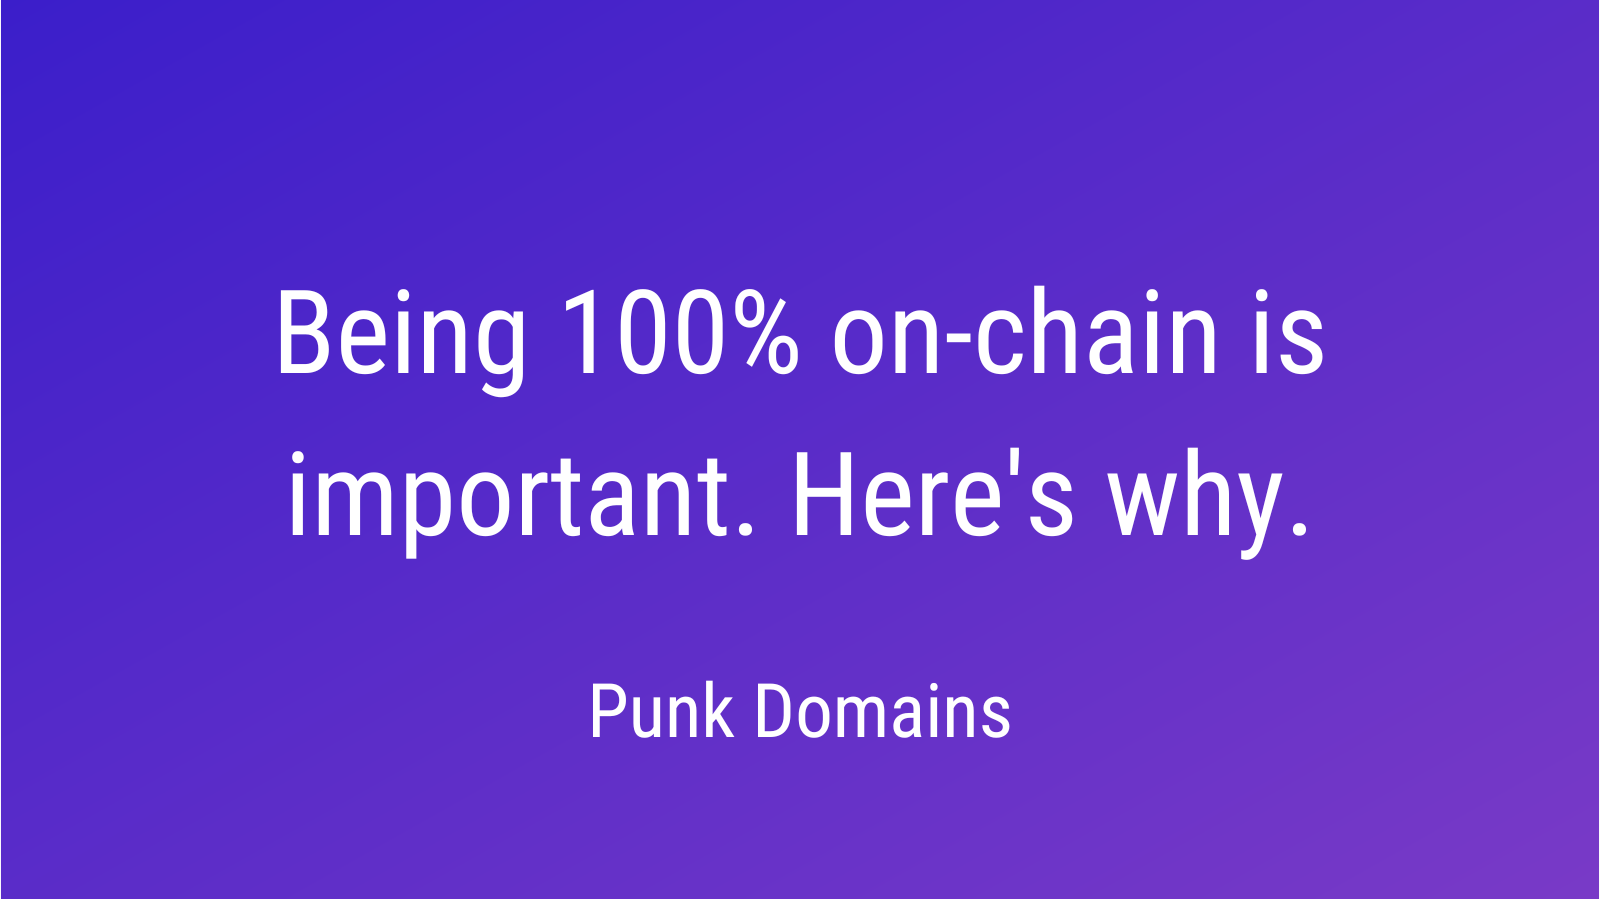 Being 100% on-chain is
important. Here's why.
Punk Domains